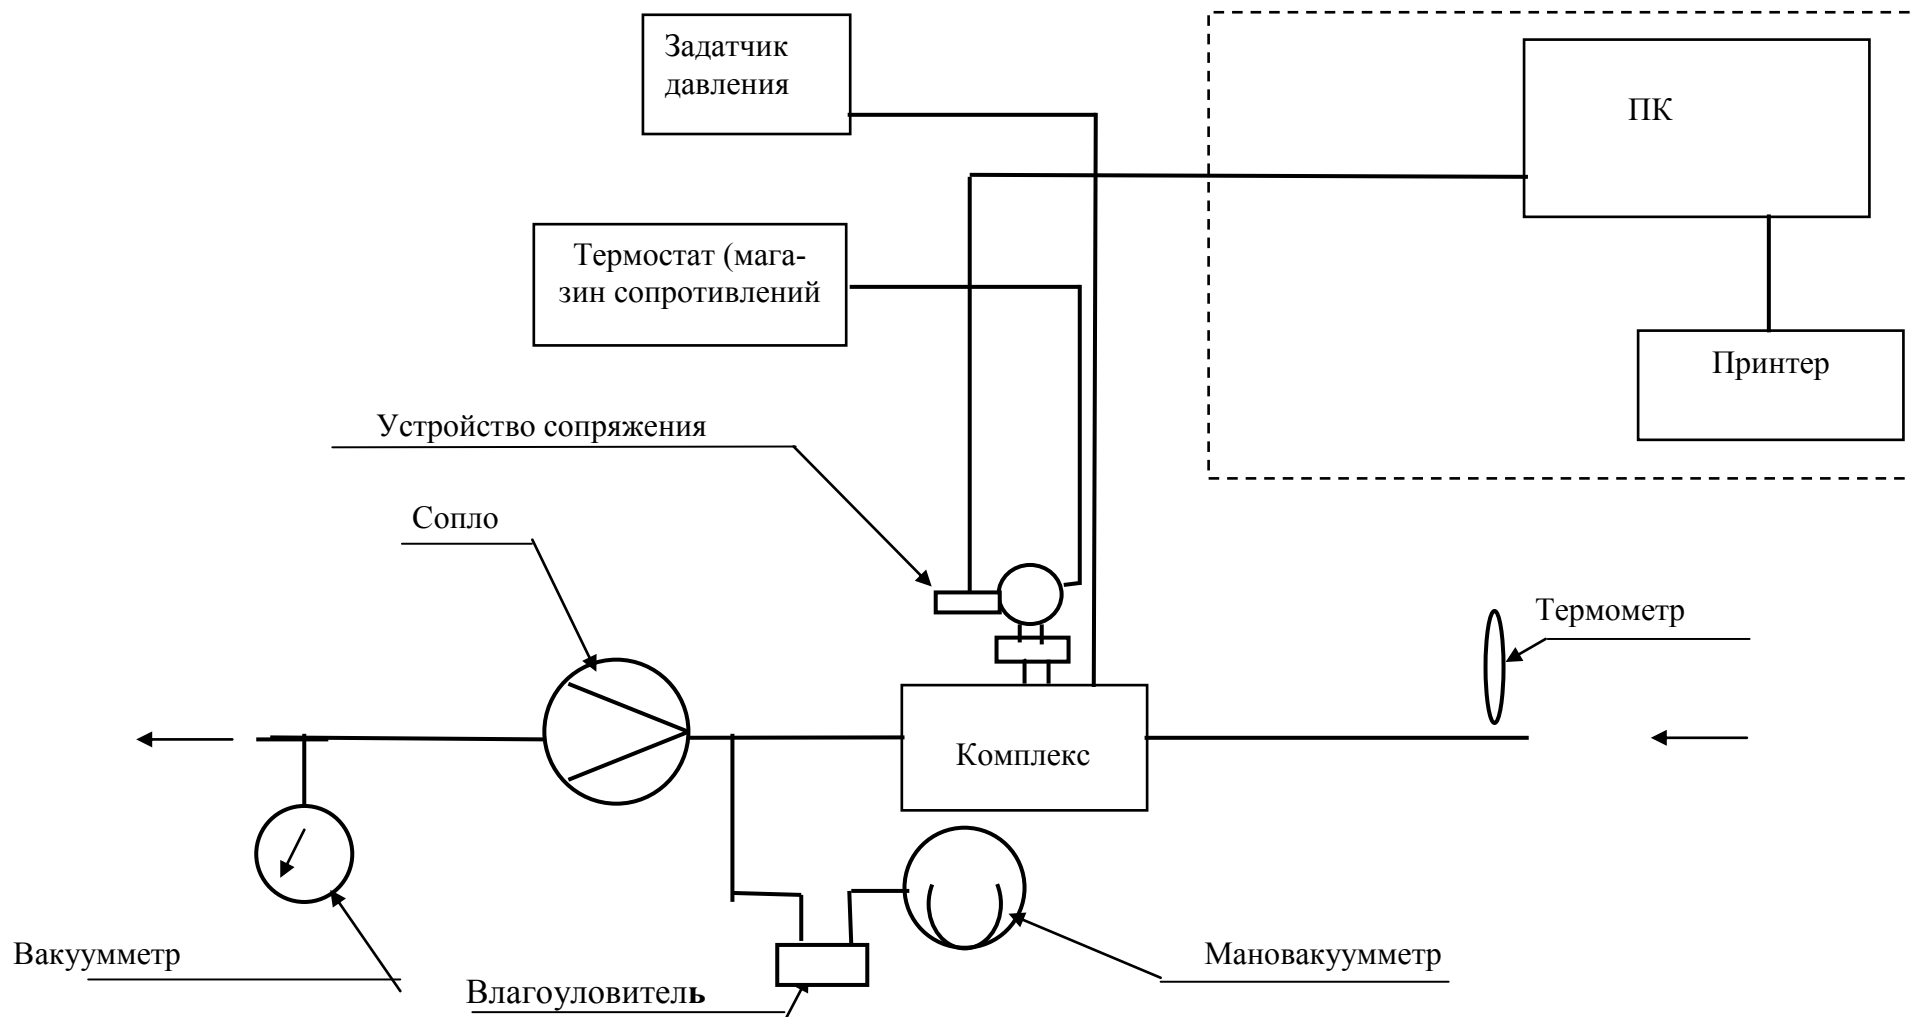 Задатчик
давления
ПК
Термостат (мага-
зин сопротивлений
Принтер
Устройство сопряжения
Сопло
Термометр
Комплекс
Вакуумметр
Влагоуловитель
Мановакуумметр